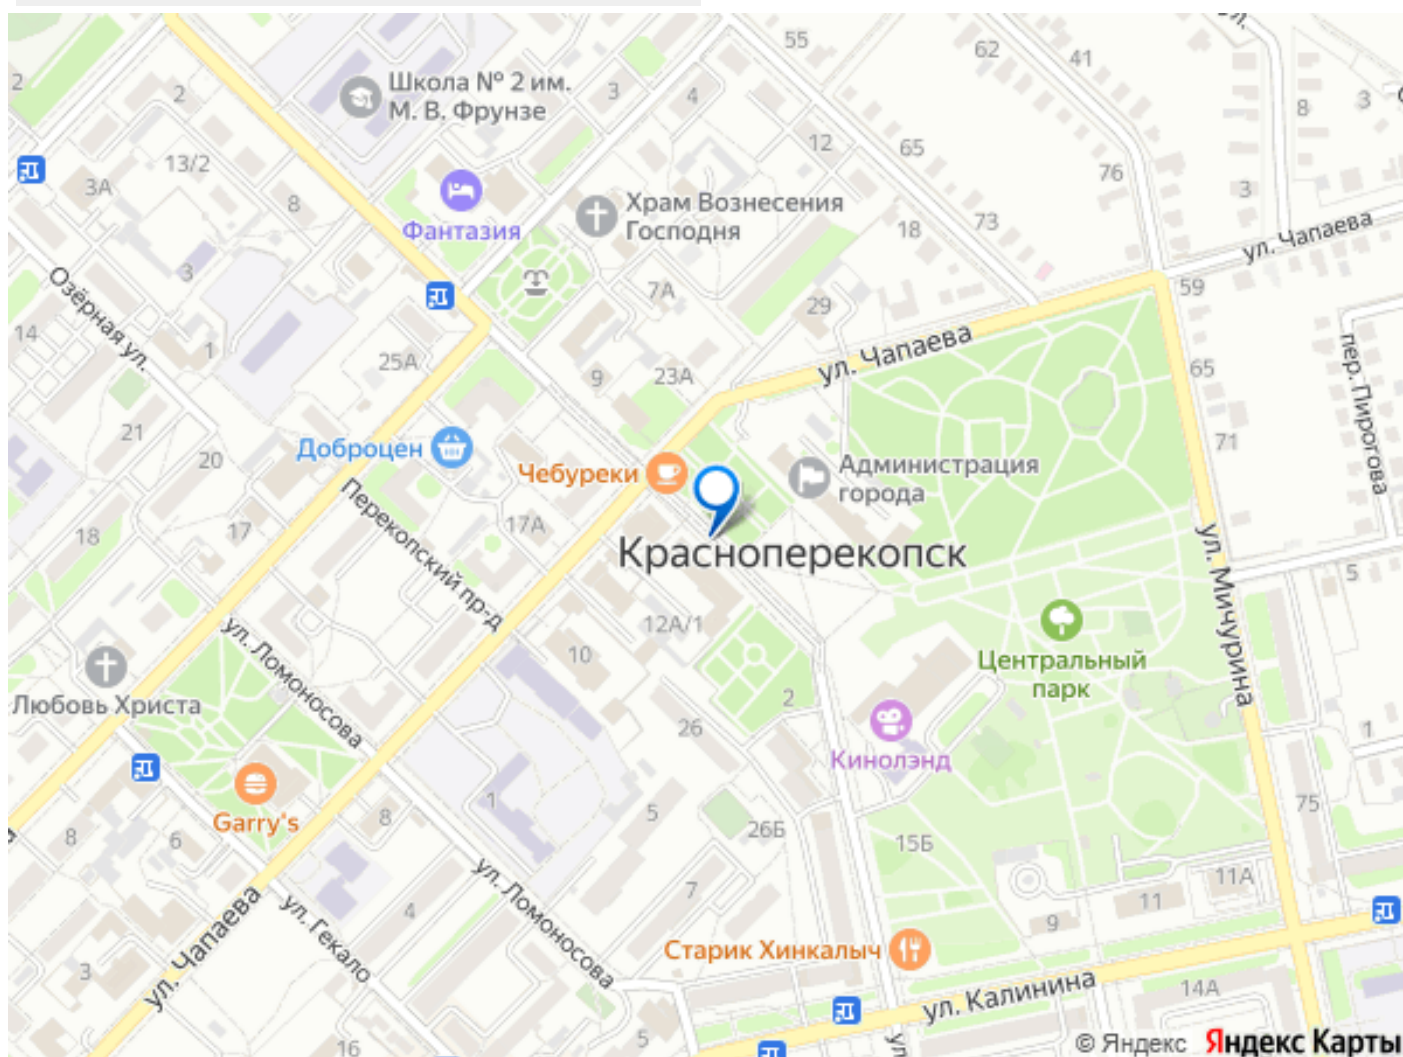 55
62
41
2
Школа № 2 им.
М. В. Фрунзе
2
3
4
8
3
12
65
13/2
76
3А
8
3
Фантазия
Храм Вознесения
Господня
18
73
ул. Чапаева
3
7А
29
59
Озёрная ул.
14
1
25А
9
23А
ул. Чапаева
65
пер. Пирогова
21
20
Доброцен
Чебуреки
Администрация
города
71
18
17
Перекопский пр-д
17А
Красноперекопск
ул. Мичурина
5
ул. Ломоносова
12А/1
10
Центральный
парк
Любовь Христа
2
26
Кинолэнд
1
Garry's
8
6
8
1
5
26Б
15Б
75
7
11А
11
9
ул. Чапаева
ул. Гекало
4
ул. Ломоносова
3
Старик Хинкалыч
ул. Калинина
14А
16
5
ул
© Яндекс Яндекс Карты